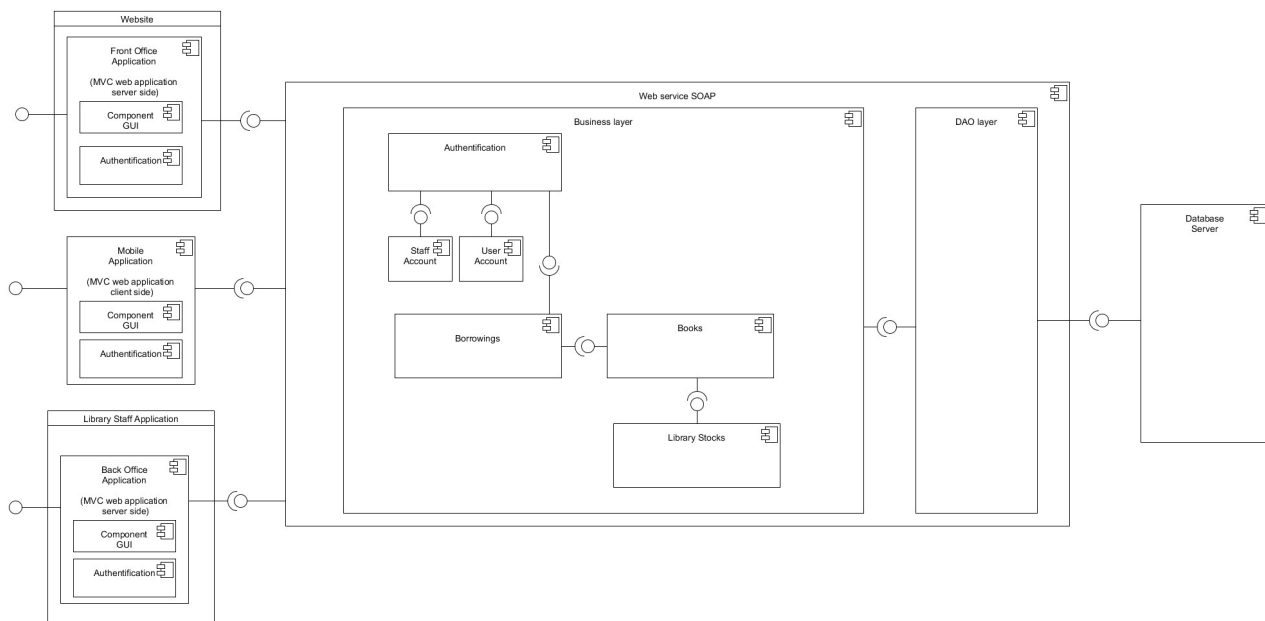 Website
Front Office
Application
(MVC web application
server side)
Component
GUI
Authentification
Mobile
Application
(MVC web application
client side)
Component
GUI
Authentification
Library Staff Application
Back Office
Application
(MVC web application
server side)
Component
GUI
Authentification
Web service SOAP
Business layer
Authentification
Staff
Account
User
Account
Borrowings
Books
Library Stocks
DAO layer
Database
Server